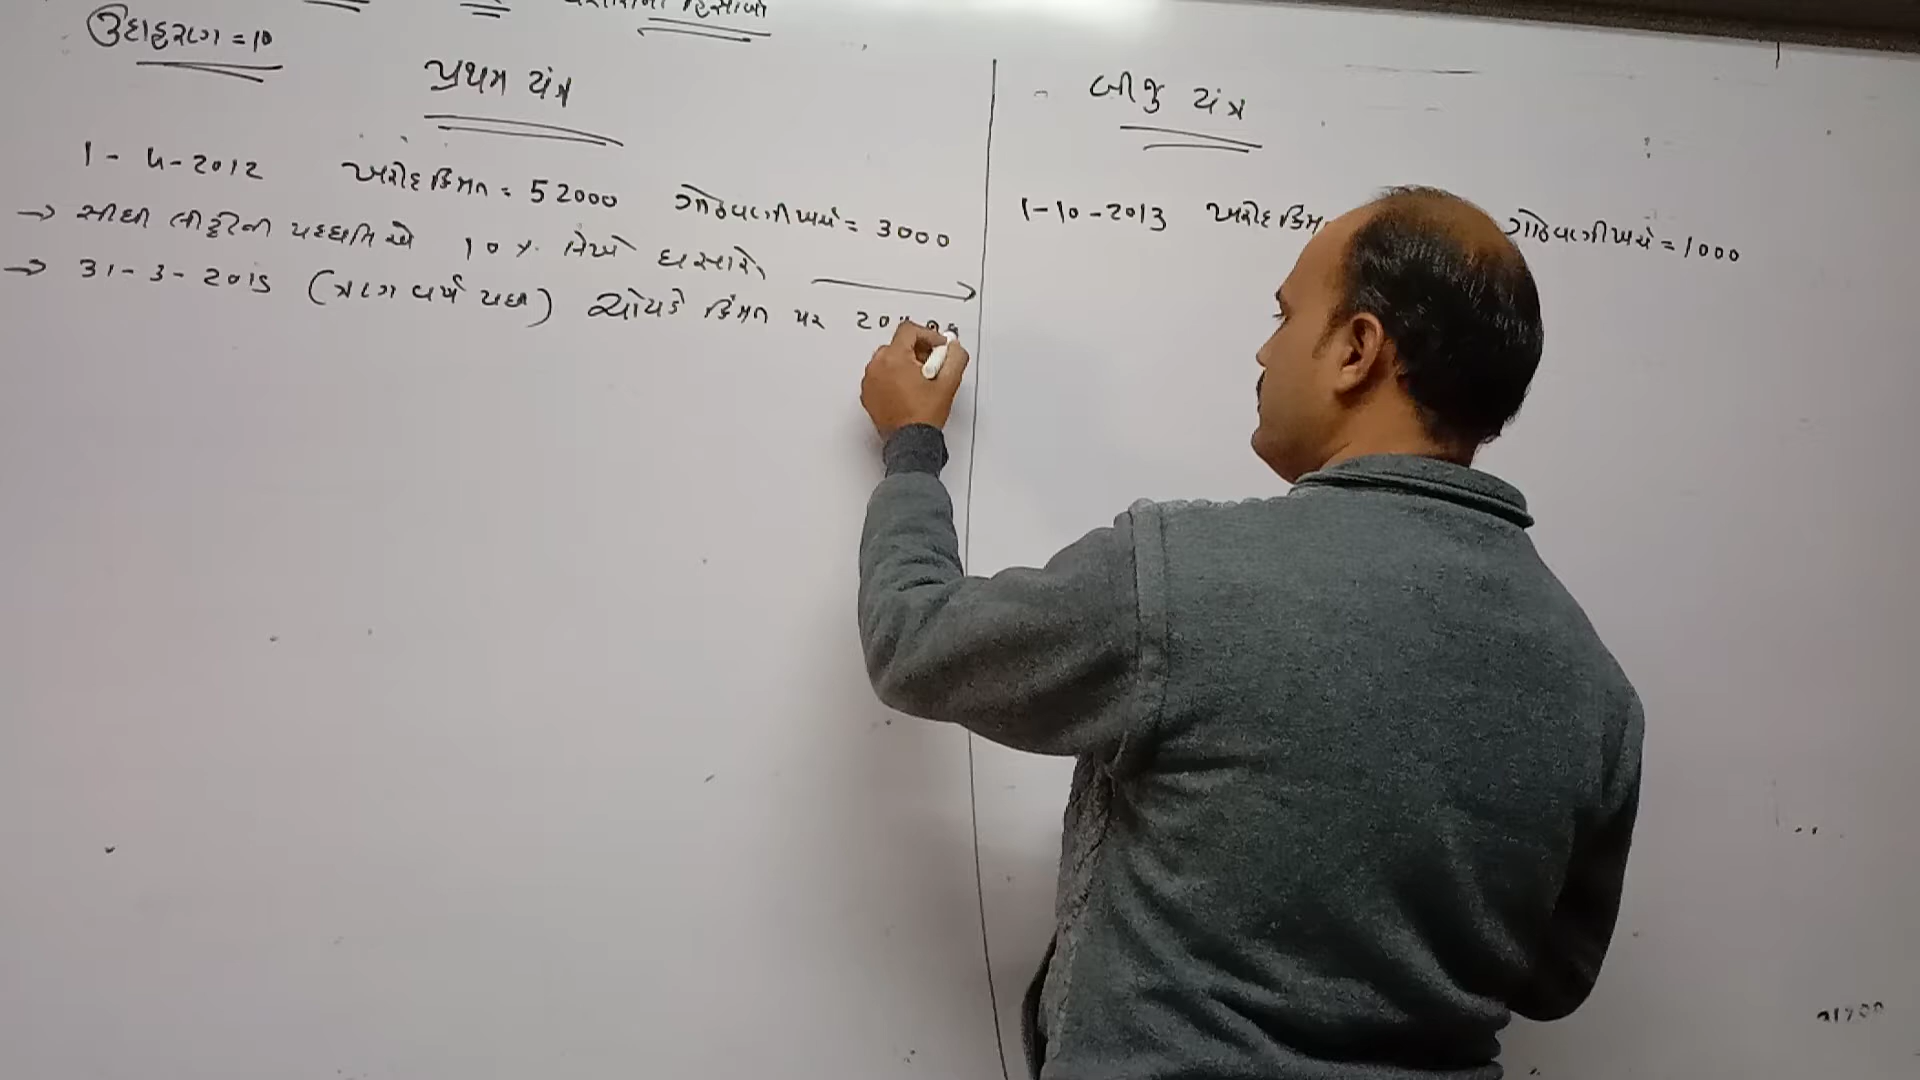 ઘસારાના હિસાબો
ઉદાહરણ = 10
પ્રથમ યંત્ર
1 - 4 - 2012 ખરીદ કિંમત = 52000 ગોઠવણી ખર્ચ = 3000
→ સીધી લીટીની પદ્ધતિએ 10 % લેખે ઘસારો
→ 31 - 3 - 2015 (ત્રણ વર્ષ પછી) ચોપડે કિંમત પર 20%
બીજુ યંત્ર
1 - 10 - 2013 ખરીદ કિંમ ગોઠવણી ખર્ચ = 1000